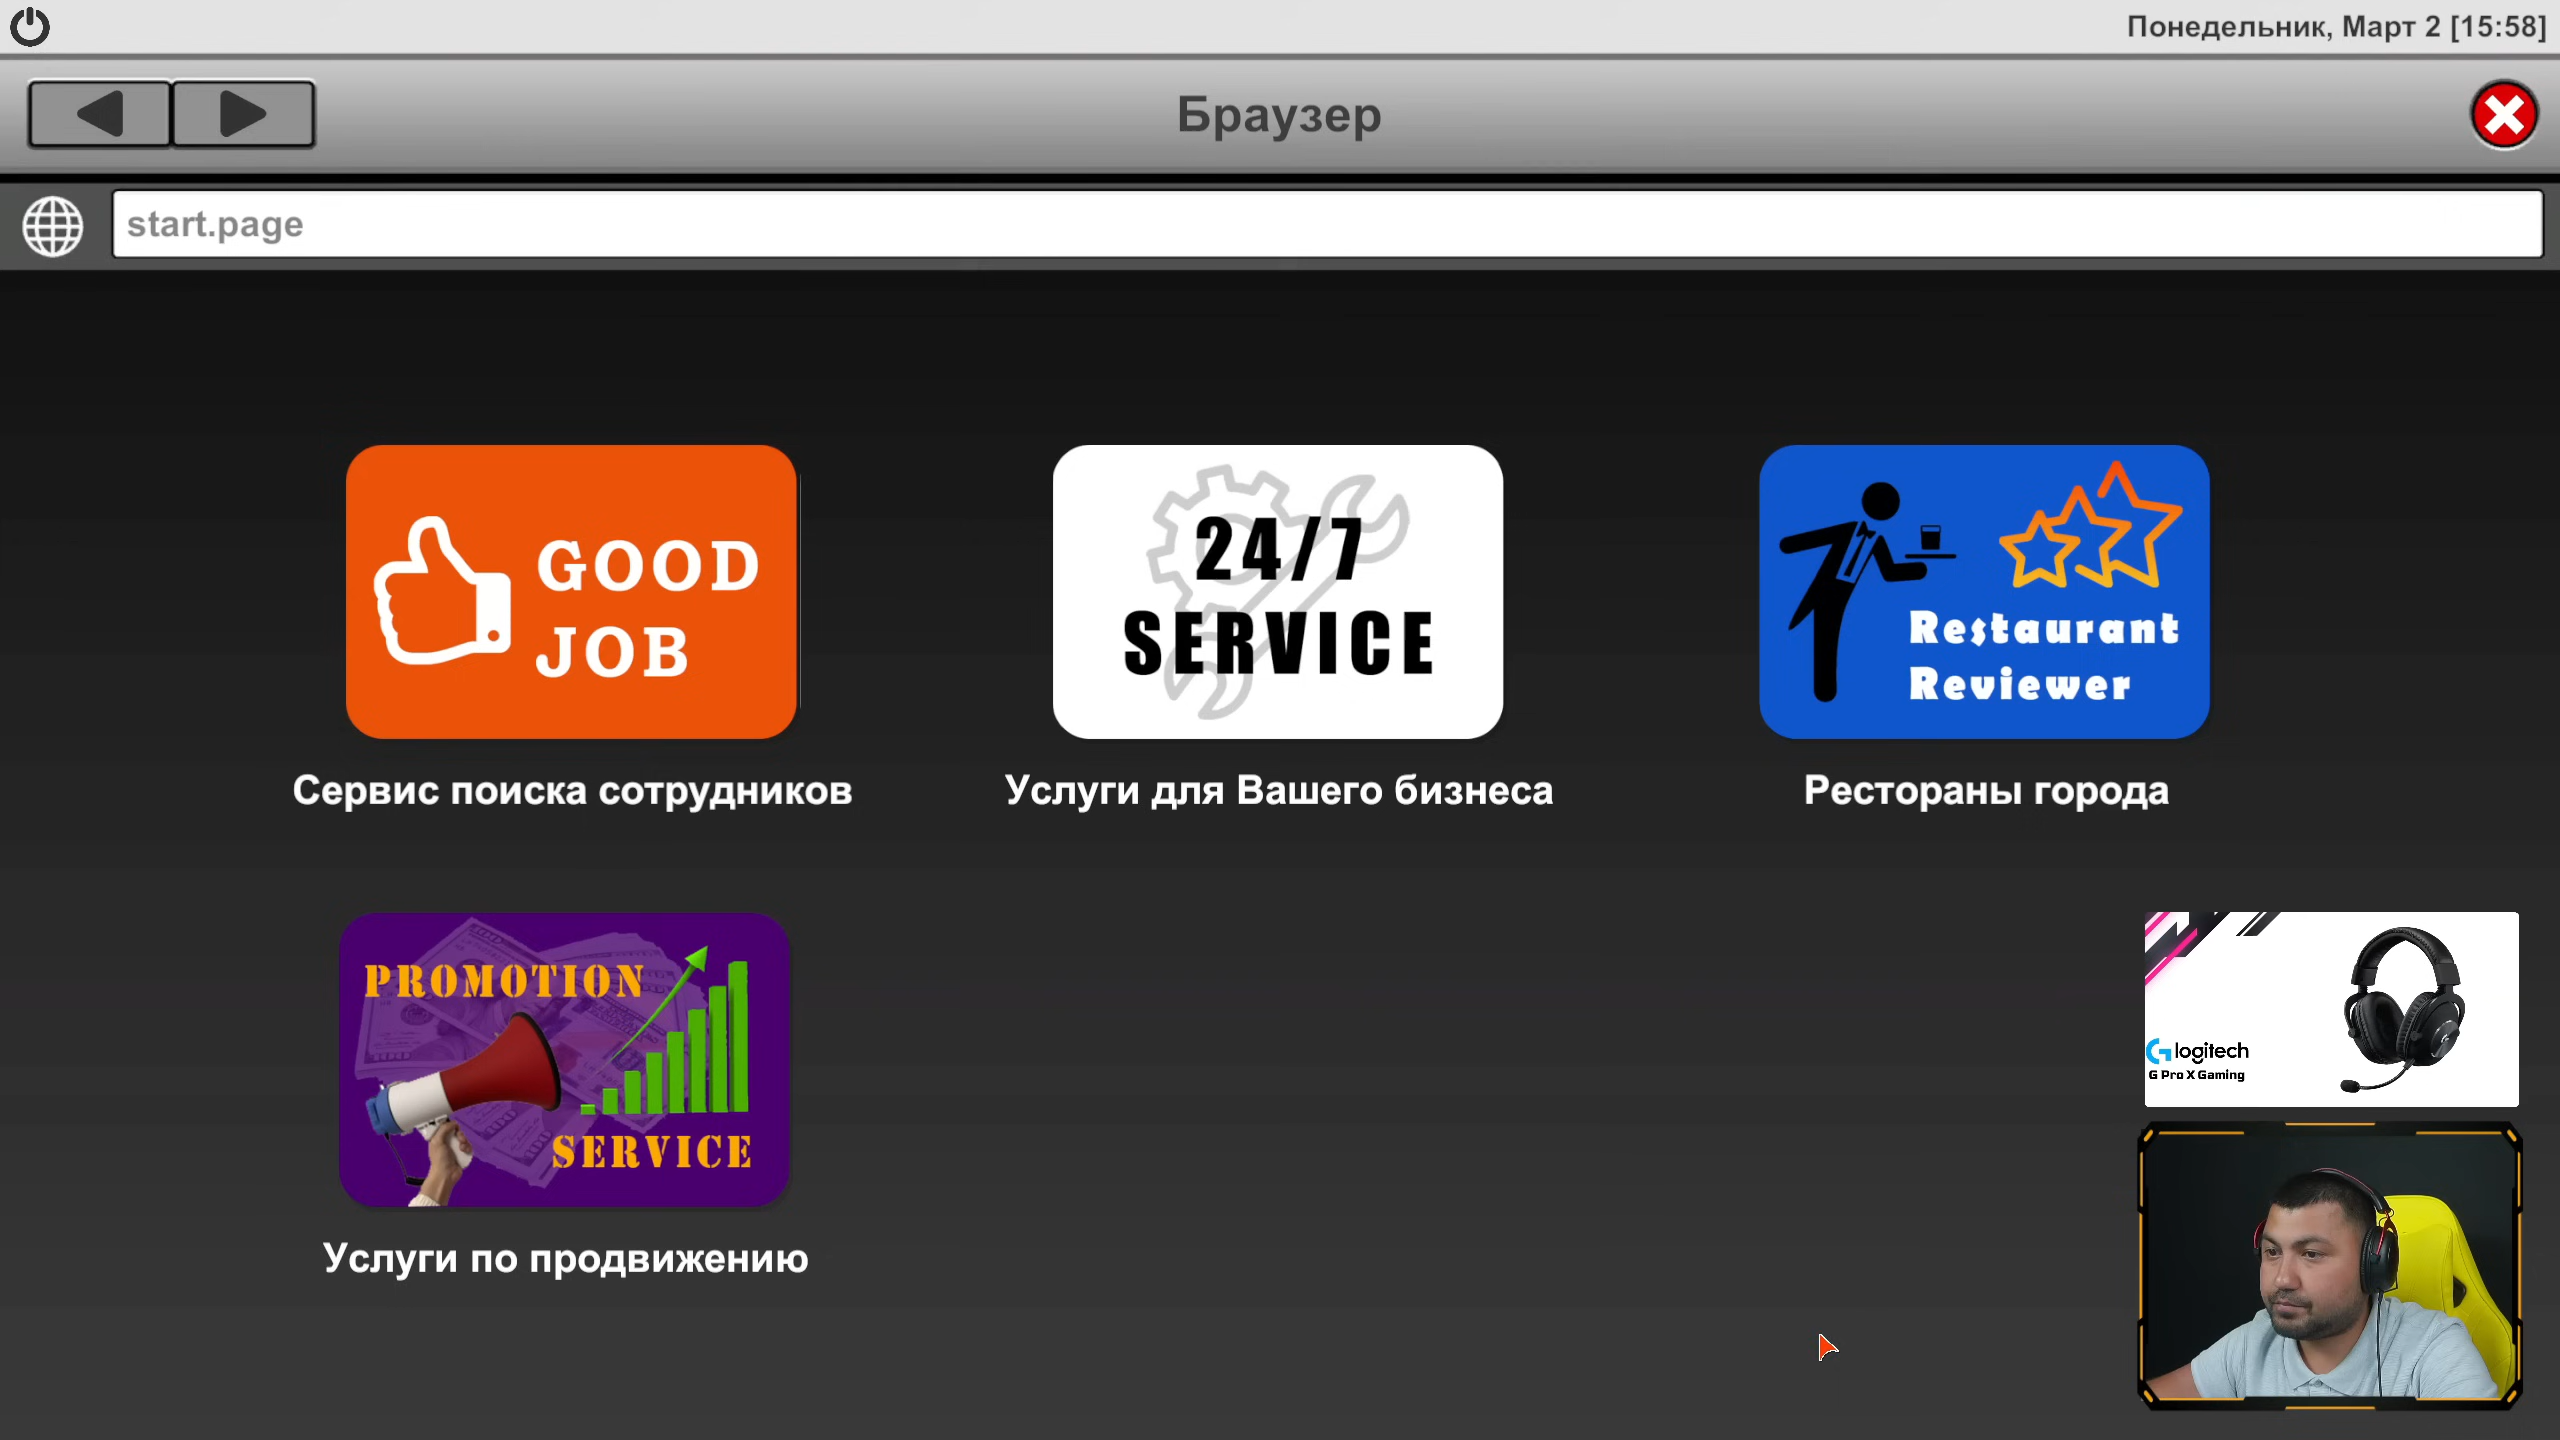 Понедельник, Март 2 [15:58]
Браузер
start.page
GOOD
JOB
24/7
SERVICE
Restaurant
Reviewer
Сервис поиска сотрудников
Услуги для Вашего бизнеса
Рестораны города
PROMOTION
SERVICE
Услуги по продвижению
logitech
G Pro X Gaming